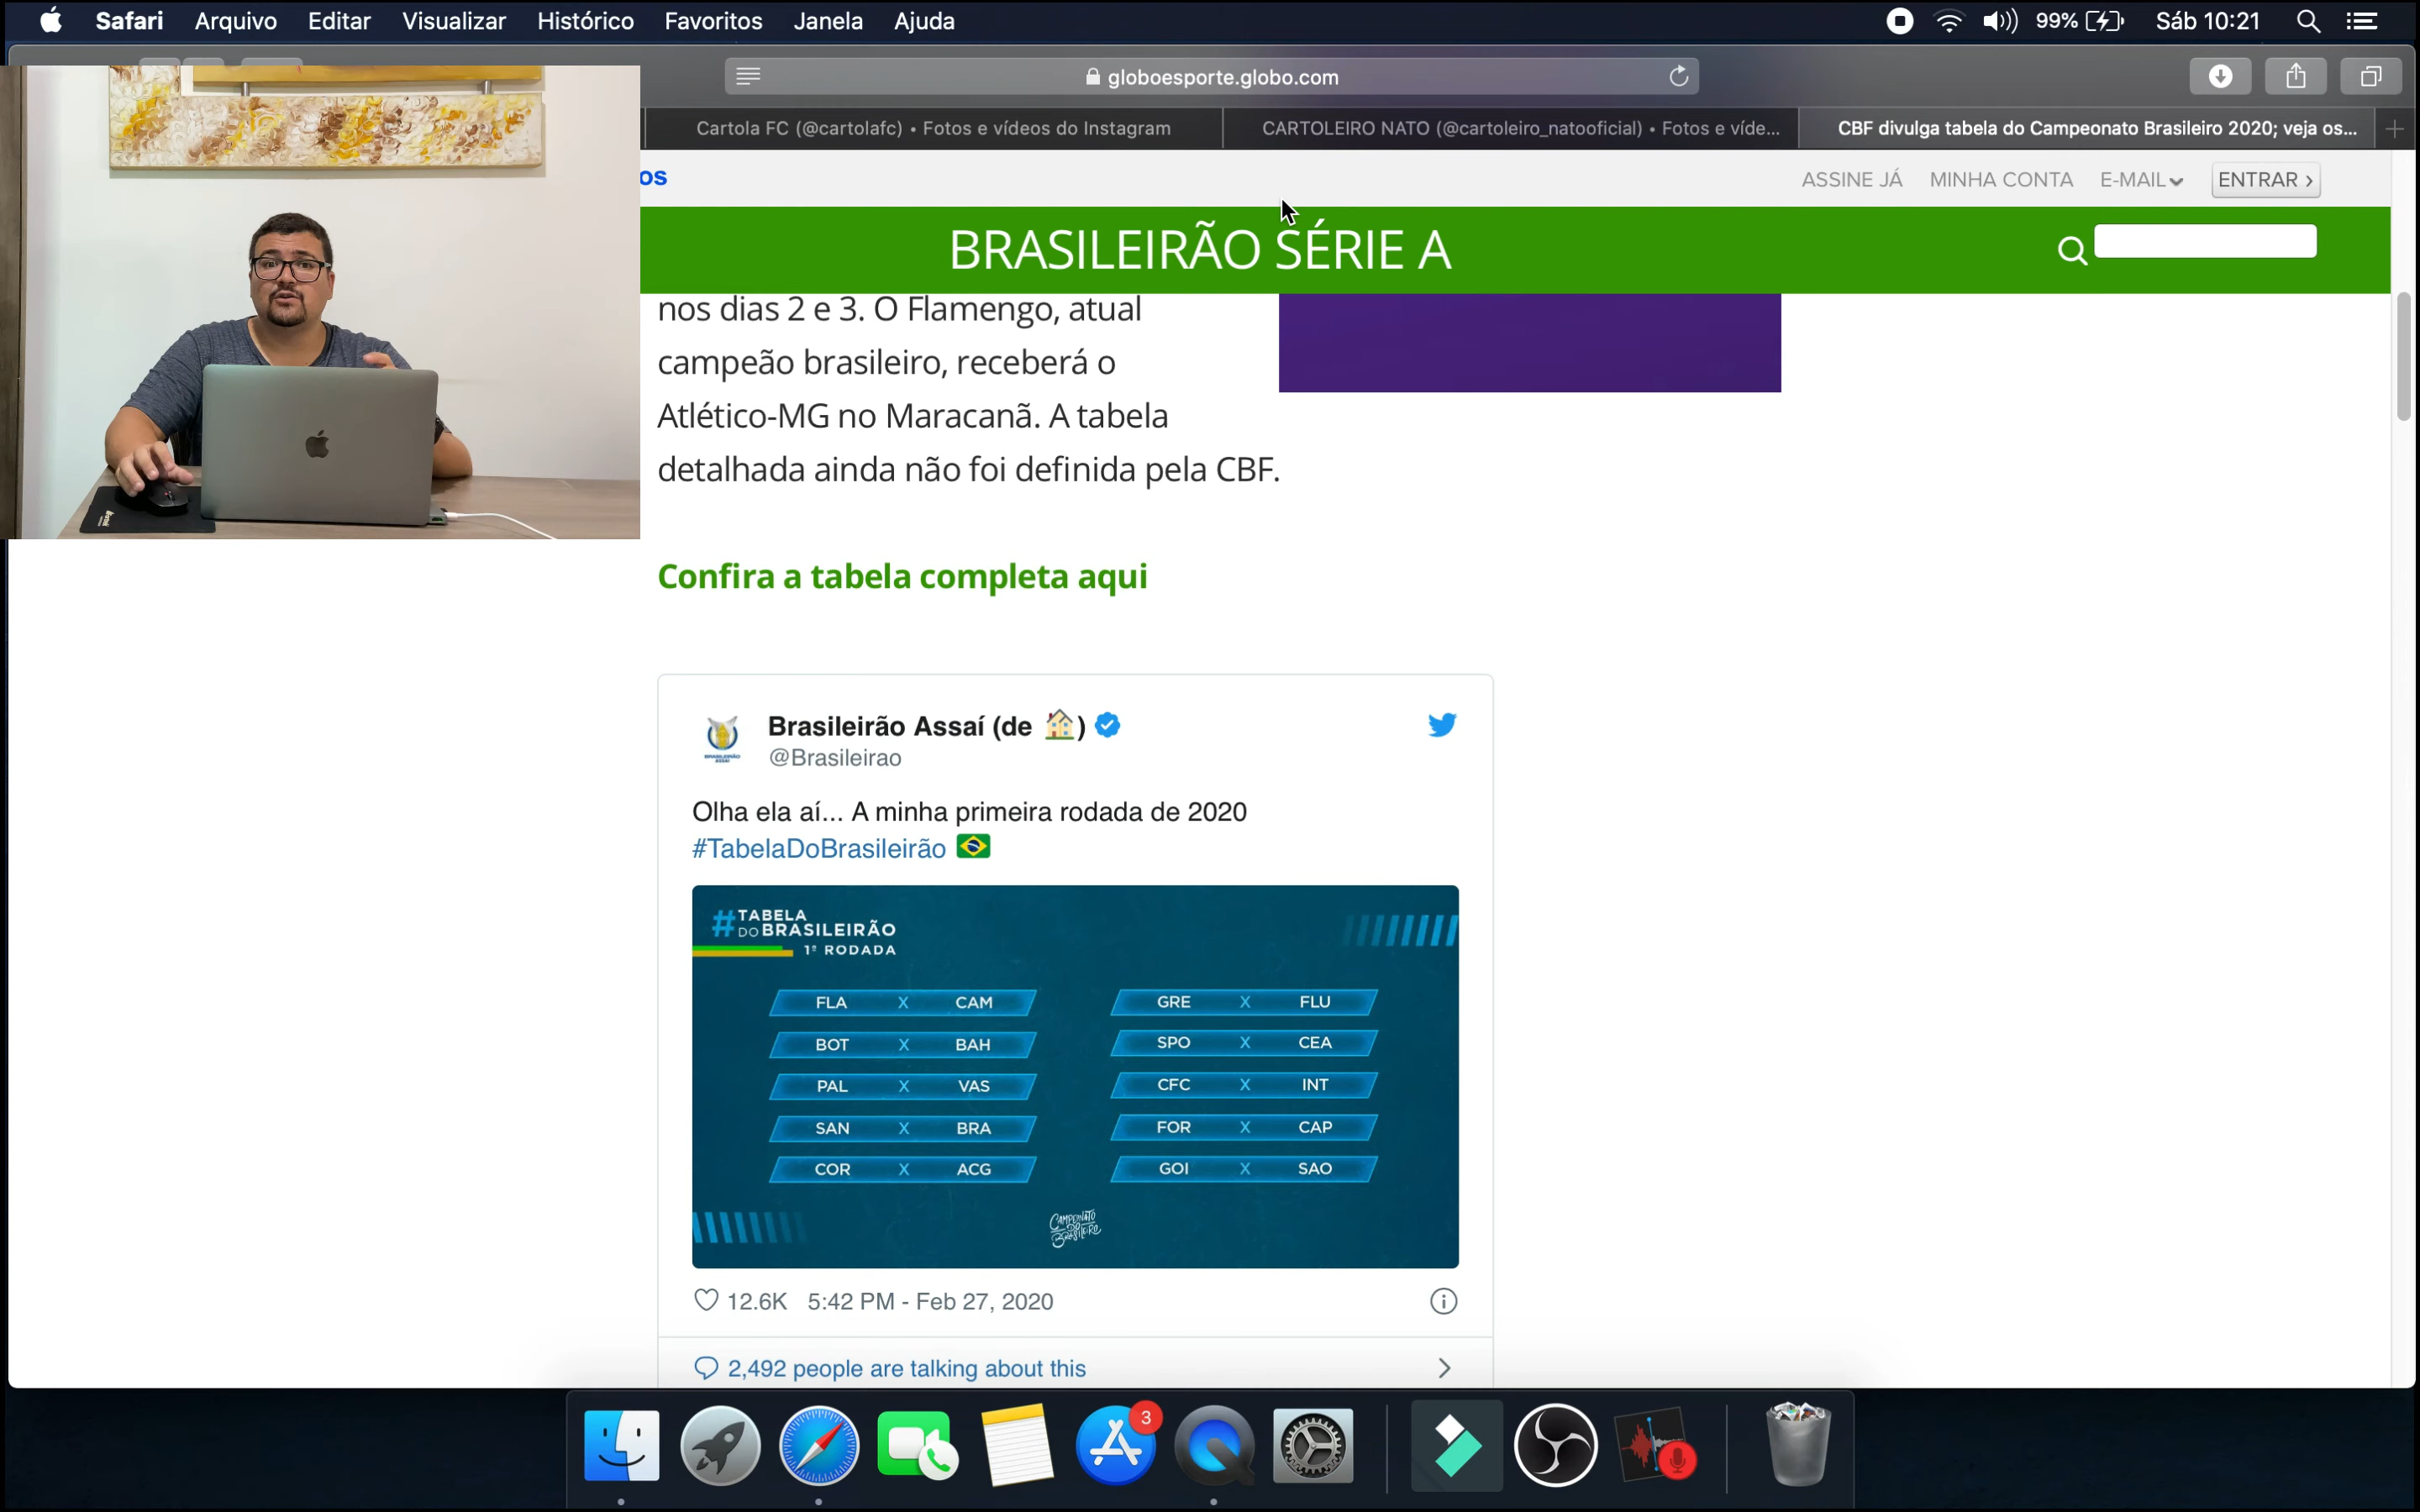 Safari Arquivo Editar Visualizar Histórico Favoritos Janela Ajuda 99% Sáb 10:21
globoesporte.globo.com
Cartola FC (@cartolafc) • Fotos e vídeos do Instagram
CARTOLEIRO NATO (@cartoleiro_natooficial) • Fotos e víde...
CBF divulga tabela do Campeonato Brasileiro 2020; veja os...
os
ASSINE JÁ MINHA CONTA E-MAIL ENTRAR ›
BRASILEIRÃO SÉRIE A
nos dias 2 e 3. O Flamengo, atual
campeão brasileiro, receberá o
Atlético-MG no Maracanã. A tabela
detalhada ainda não foi definida pela CBF.
Confira a tabela completa aqui
Brasileirão Assaí (de 🏠)
@Brasileirao
Olha ela aí... A minha primeira rodada de 2020
#TabelaDoBrasileirão 🇧🇷
#TABELA
DO BRASILEIRÃO
1ª RODADA
FLA X CAM
BOT X BAH
PAL X VAS
SAN X BRA
COR X ACG
GRE X FLU
SPO X CEA
CFC X INT
FOR X CAP
GOI X SAO
CAMPEONATO
BRASILEIRO
12.6K 5:42 PM - Feb 27, 2020
2,492 people are talking about this
3